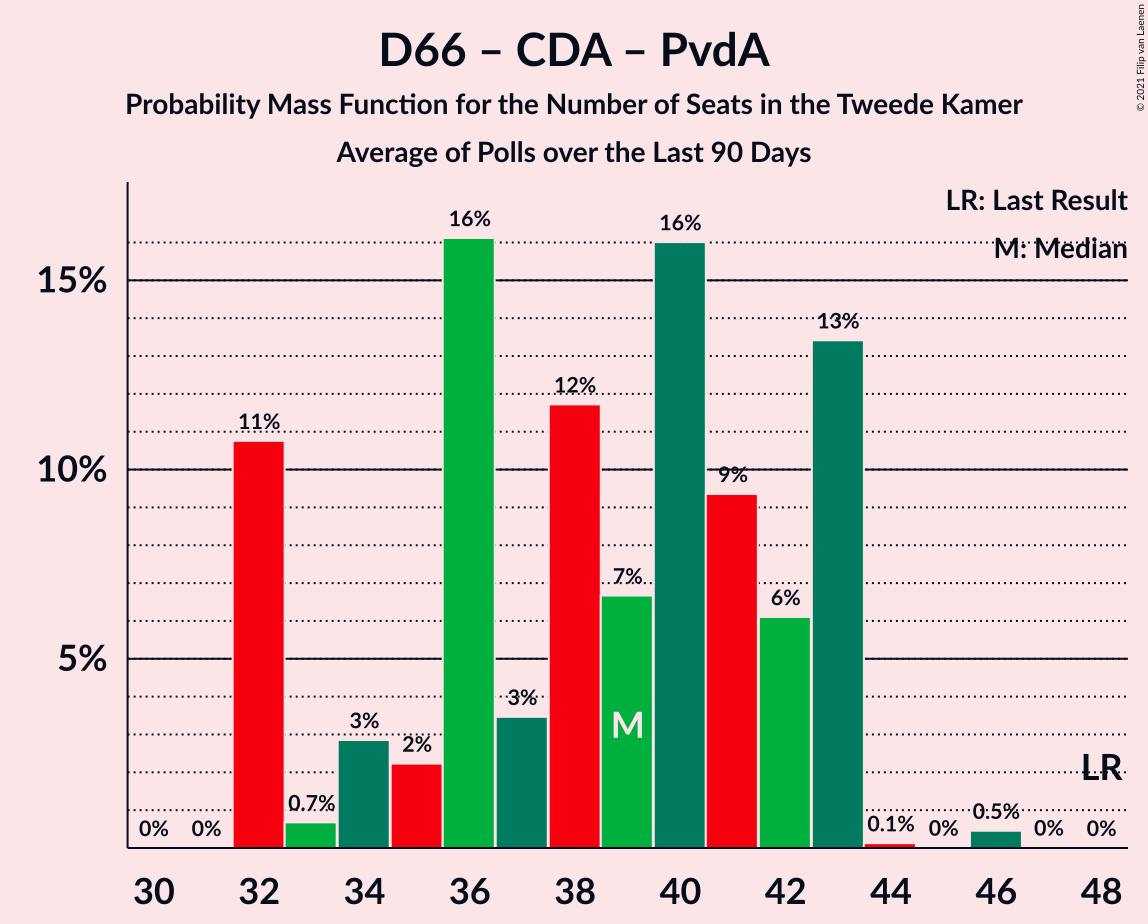 D66 – CDA – PvdA
Probability Mass Function for the Number of Seats in the Tweede Kamer
Average of Polls over the Last 90 Days
© 2021 Filip van Laenen
LR: Last Result
M: Median
15%
10%
5%
0%
0%
11%
0.7%
3%
2%
16%
3%
12%
7%
16%
9%
6%
13%
0.1%
0%
0.5%
0%
0%
M
LR
30 32 34 36 38 40 42 44 46 48